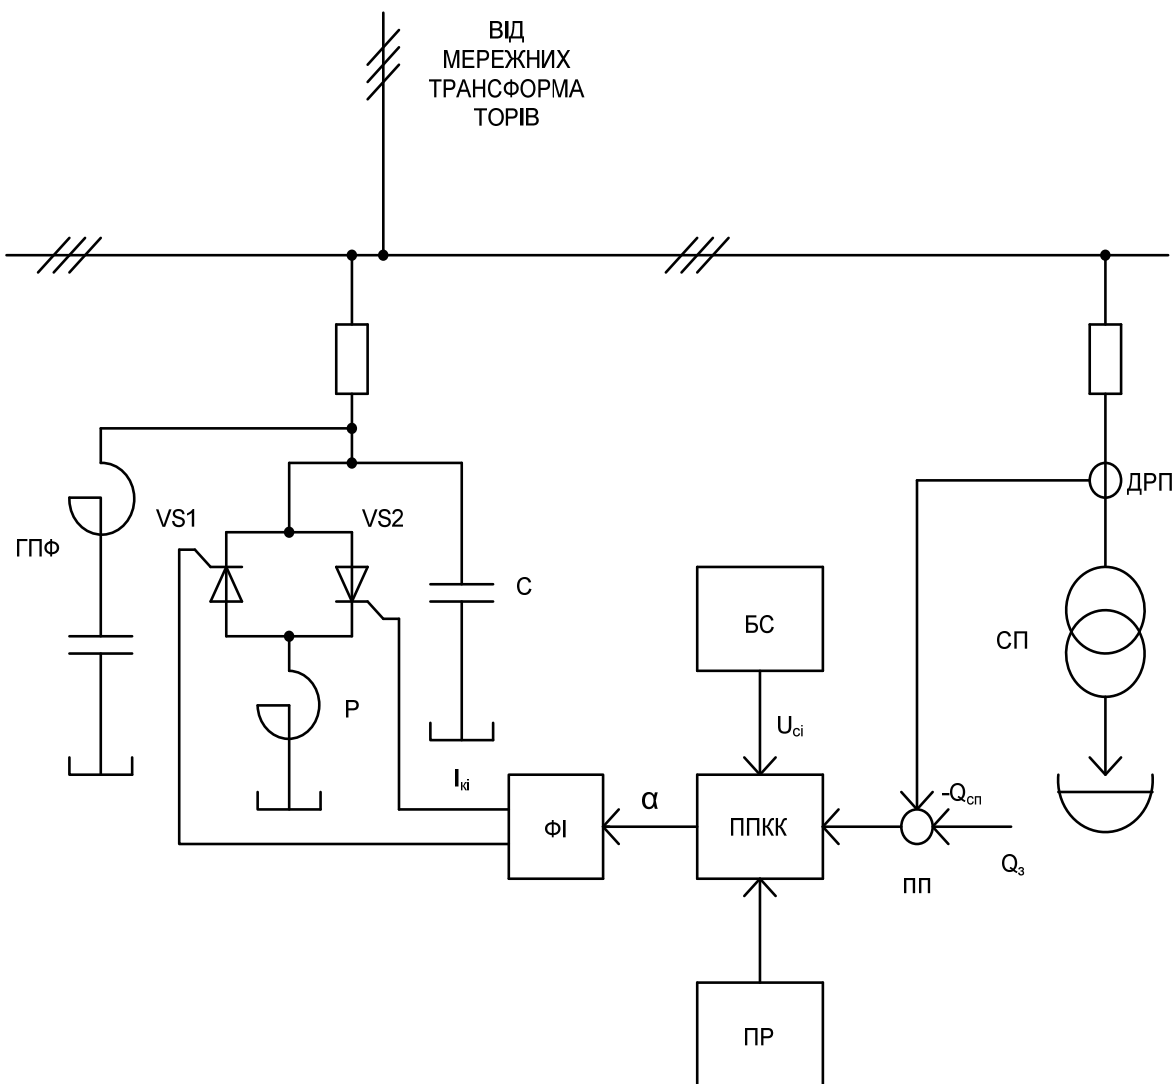 ВІД
МЕРЕЖНИХ
ТРАНСФОРМА
ТОРІВ
ДРП
VS1
VS2
ГПФ
С
БС
СП
Р
Uсі
Iкі
α
-Qсп
ФІ
ППКК
Qз
ПП
ПР